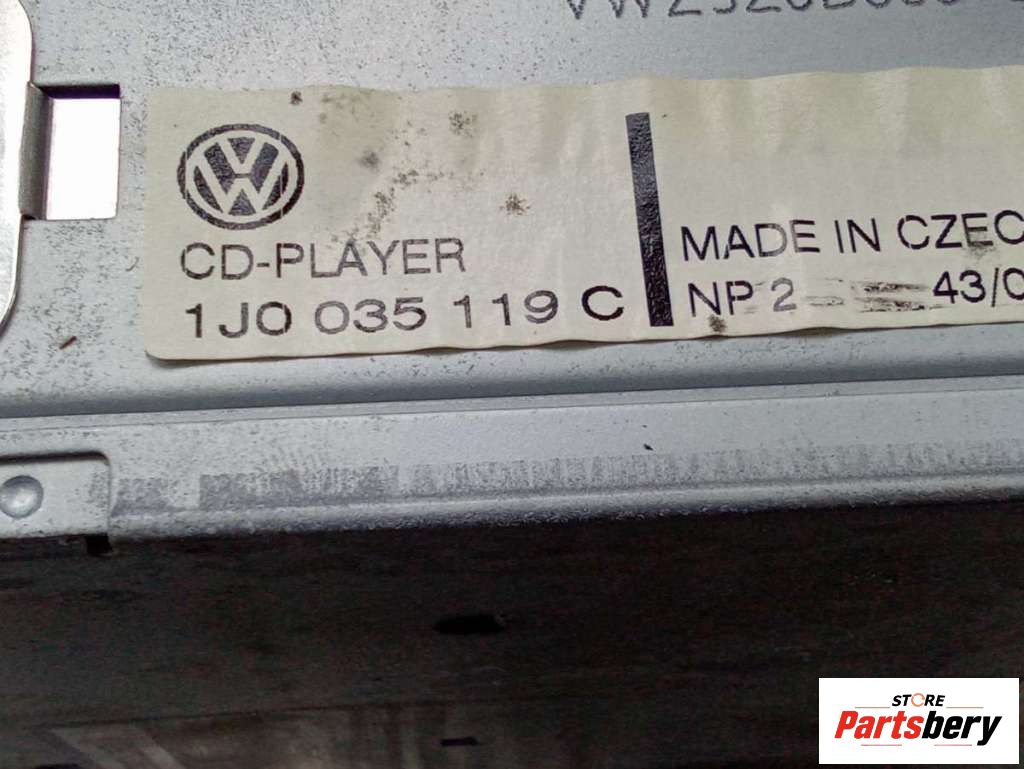 CD-PLAYER
1J0 035 119 C
MADE IN CZEC
NP 2 43/0
STORE
Partsbery